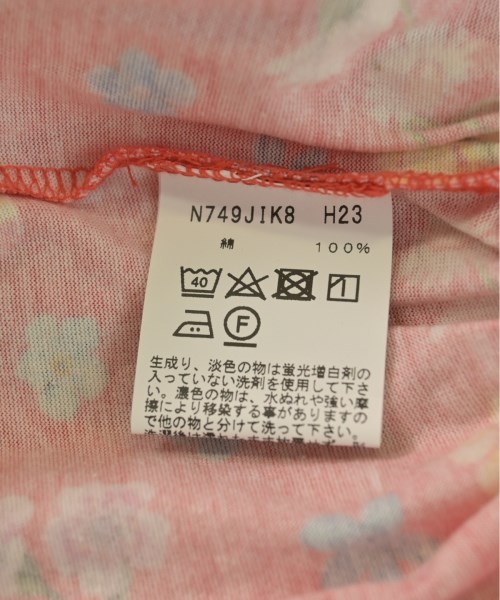 N749JIK8 H23
綿 100%
40
F
生成り、淡色の物は蛍光増白剤の
入っていない洗剤を使用して下さ
い。濃色の物は、水ぬれや強い摩
擦により移染する事がありますの
で他の物と分けて洗って下さい。